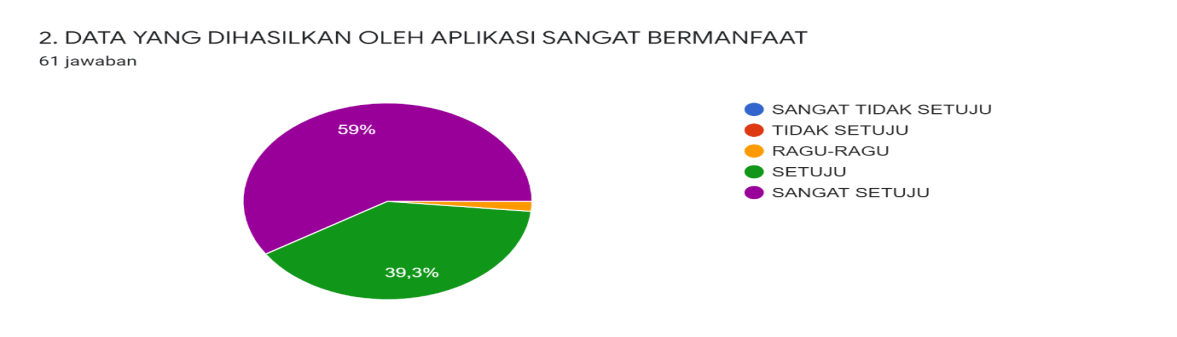 2. DATA YANG DIHASILKAN OLEH APLIKASI SANGAT BERMANFAAT
61 jawaban
59%
39,3%
SANGAT TIDAK SETUJU
TIDAK SETUJU
RAGU-RAGU
SETUJU
SANGAT SETUJU